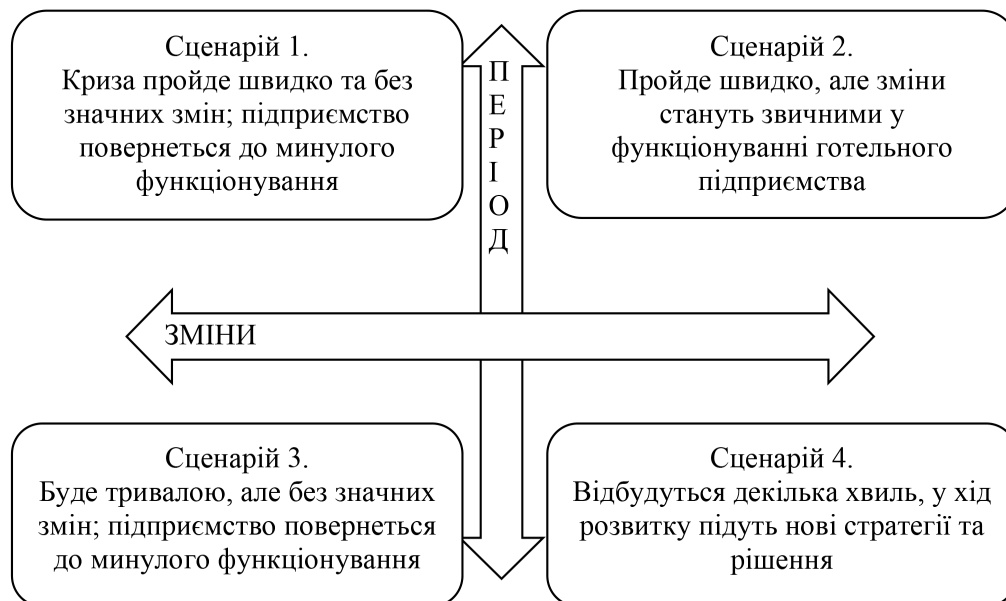 Сценарій 1.
Криза пройде швидко та без
значних змін; підприємство
повернеться до минулого
функціонування
ПЕРІОД
Сценарій 2.
Пройде швидко, але зміни
стануть звичними у
функціонуванні готельного
підприємства
ЗМІНИ
Сценарій 3.
Буде тривалою, але без значних
змін; підприємство повернеться
до минулого функціонування
Сценарій 4.
Відбудуться декілька хвиль, у хід
розвитку підуть нові стратегії та
рішення